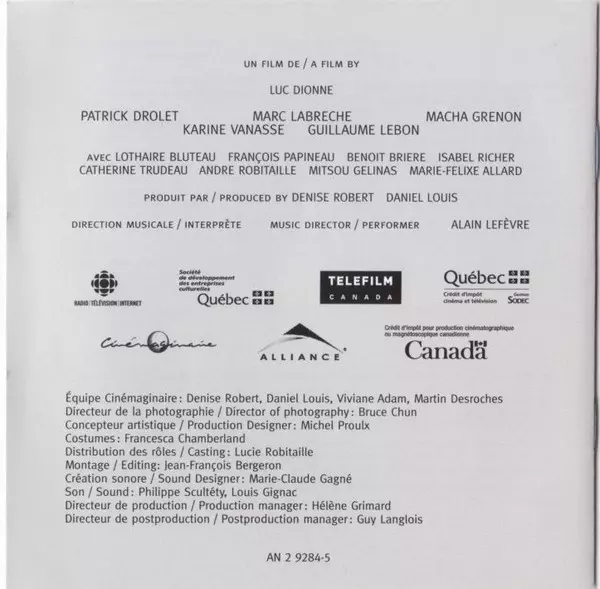 UN FILM DE / A FILM BY
LUC DIONNE
PATRICK DROLET MARC LABRECHE MACHA GRENON
KARINE VANASSE GUILLAUME LEBON
AVEC LOTHAIRE BLUTEAU FRANÇOIS PAPINEAU BENOIT BRIERE ISABEL RICHER
CATHERINE TRUDEAU ANDRE ROBITAILLE MITSOU GELINAS MARIE-FELIXE ALLARD
PRODUIT PAR / PRODUCED BY DENISE ROBERT DANIEL LOUIS
DIRECTION MUSICALE / INTERPRÈTE MUSIC DIRECTOR / PERFORMER ALAIN LEFÈVRE
RADIO | TÉLÉVISION | INTERNET
Société
de développement
des entreprises
culturelles
Québec
TELEFILM
CANADA
Québec
Crédit d'impôt
cinéma et télévision
Gestion
SODEC
Cinémaginaire
ALLIANCE
Crédit d'impôt pour production cinématographique
ou magnétoscopique canadienne
Canada
Équipe Cinémaginaire : Denise Robert, Daniel Louis, Viviane Adam, Martin Desroches
Directeur de la photographie / Director of photography : Bruce Chun
Concepteur artistique / Production Designer : Michel Proulx
Costumes : Francesca Chamberland
Distribution des rôles / Casting : Lucie Robitaille
Montage / Editing : Jean-François Bergeron
Création sonore / Sound Designer : Marie-Claude Gagné
Son / Sound : Philippe Scultéty, Louis Gignac
Directeur de production / Production manager : Hélène Grimard
Directeur de postproduction / Postproduction manager : Guy Langlois
AN 2 9284-5